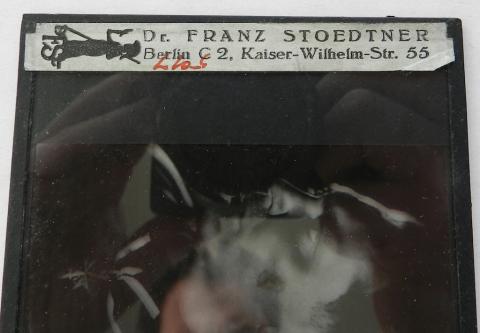 Dr. FRANZ STOEDTNER
Berlin C 2, Kaiser-Wilhelm-Str. 55